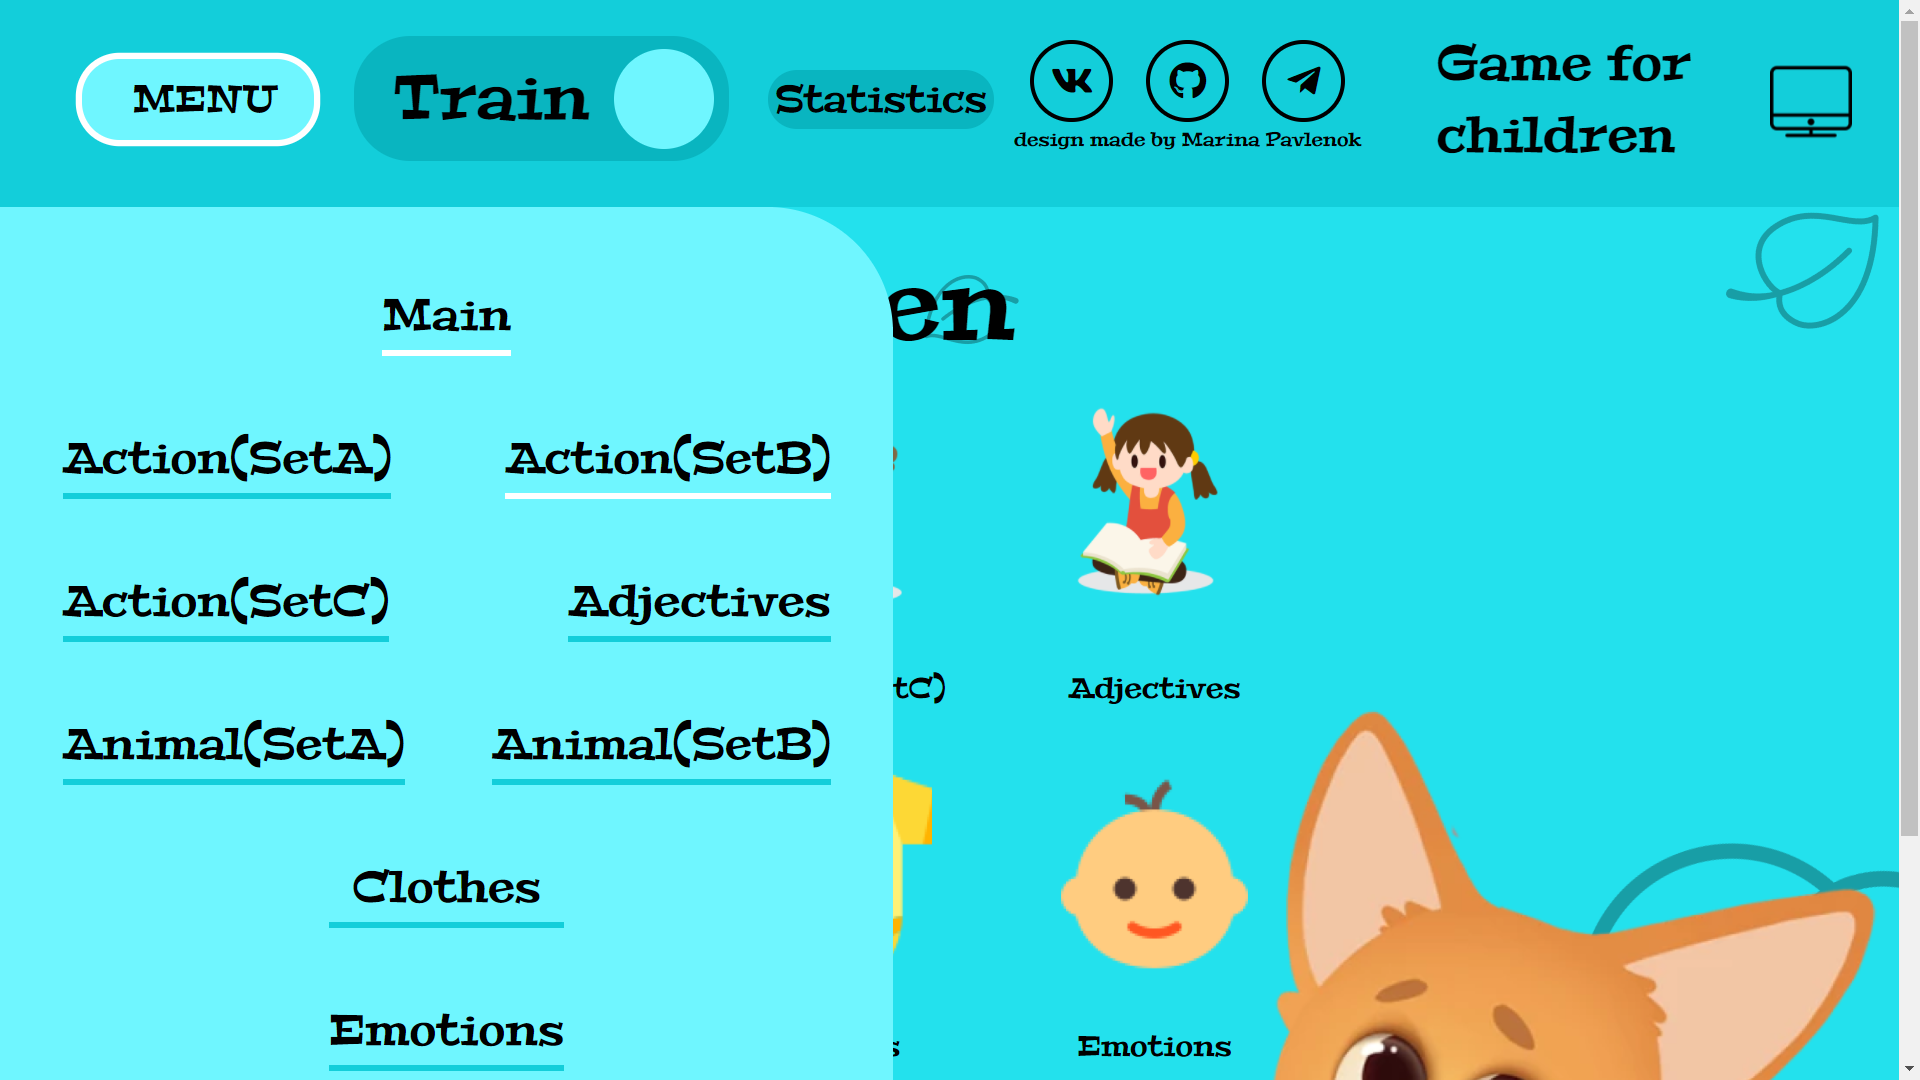 MENU
Train
Statistics
design made by Marina Pavlenok
Game for
children
Main
en
Action(SetA)
Action(SetB)
Action(SetC)
Adjectives
Animal(SetA)
Animal(SetB)
Clothes
Emotions
tC)
Adjectives
s
Emotions